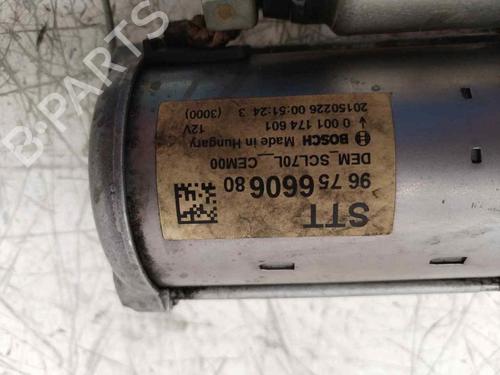 STT
96 75 6606 80
DEM_SCL70L__CEM00
BOSCH Made in Hungary
0 001 174 601 12V
20150226 00:51:24 3 (3000)
B-PARTS